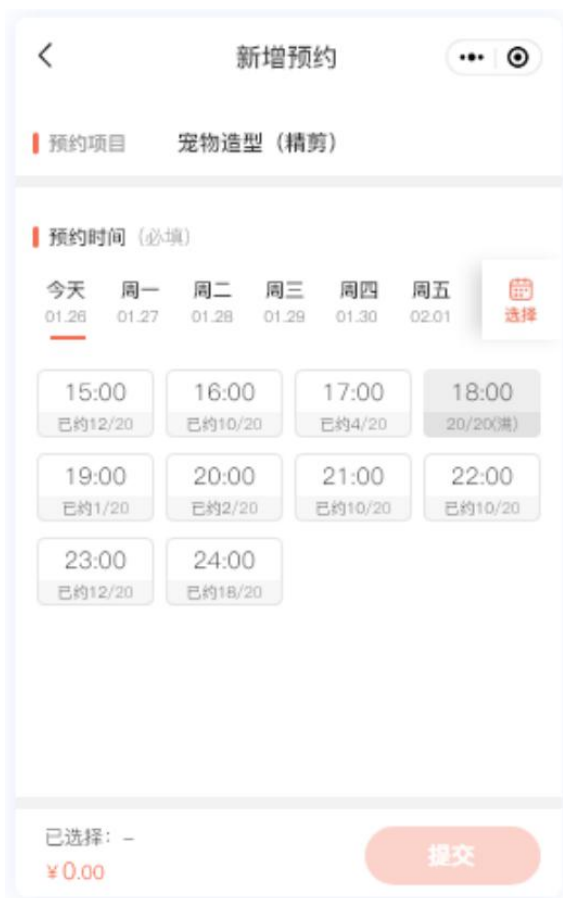 新增预约
预约项目 宠物造型（精剪）
预约时间（必填）
今天 周一 周二 周三 周四 周五
01.26 01.27 01.28 01.29 01.30 02.01 选择
15:00 16:00 17:00 18:00
已约12/20 已约10/20 已约4/20 20/20(满)
19:00 20:00 21:00 22:00
已约1/20 已约2/20 已约10/20 已约10/20
23:00 24:00
已约12/20 已约18/20
已选择：-
¥0.00 提交